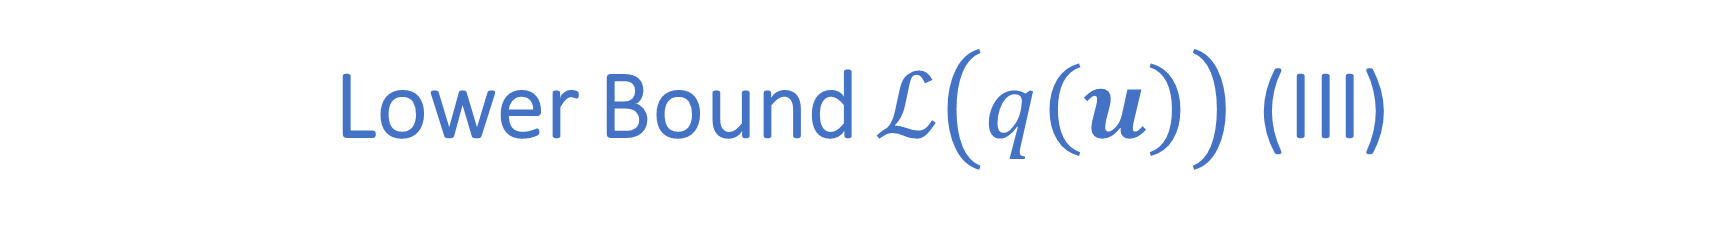 Lower Bound ℒ(q(𝒖)) (III)